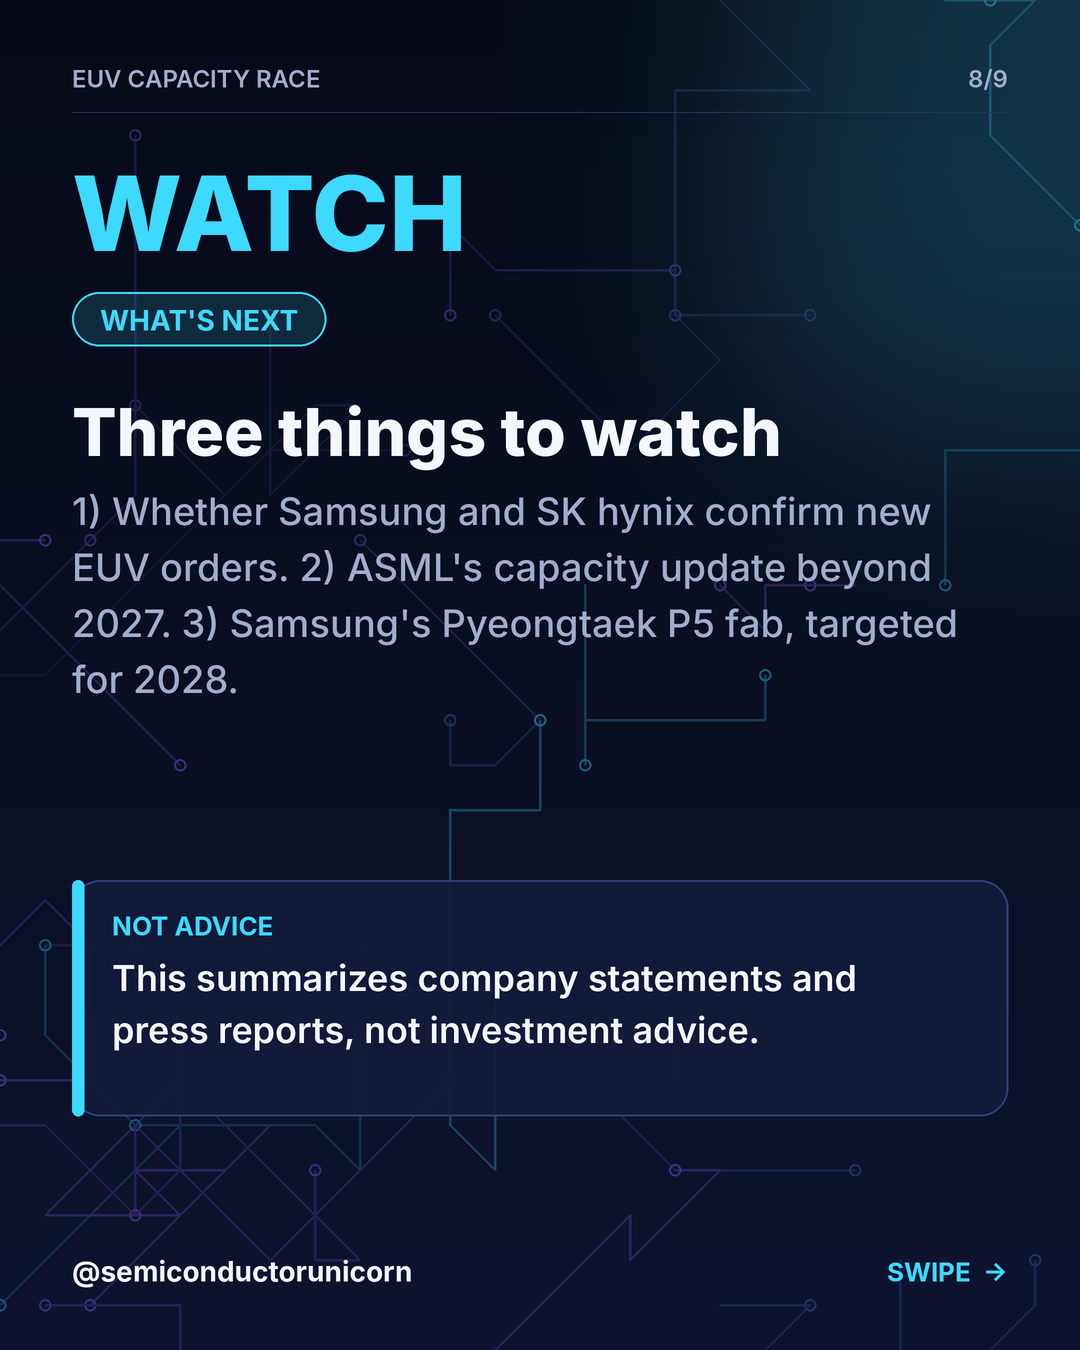 EUV CAPACITY RACE
8/9
WATCH
WHAT'S NEXT
Three things to watch
1) Whether Samsung and SK hynix confirm new
EUV orders. 2) ASML's capacity update beyond
2027. 3) Samsung's Pyeongtaek P5 fab, targeted
for 2028.
NOT ADVICE
This summarizes company statements and
press reports, not investment advice.
@semiconductorunicorn
SWIPE →